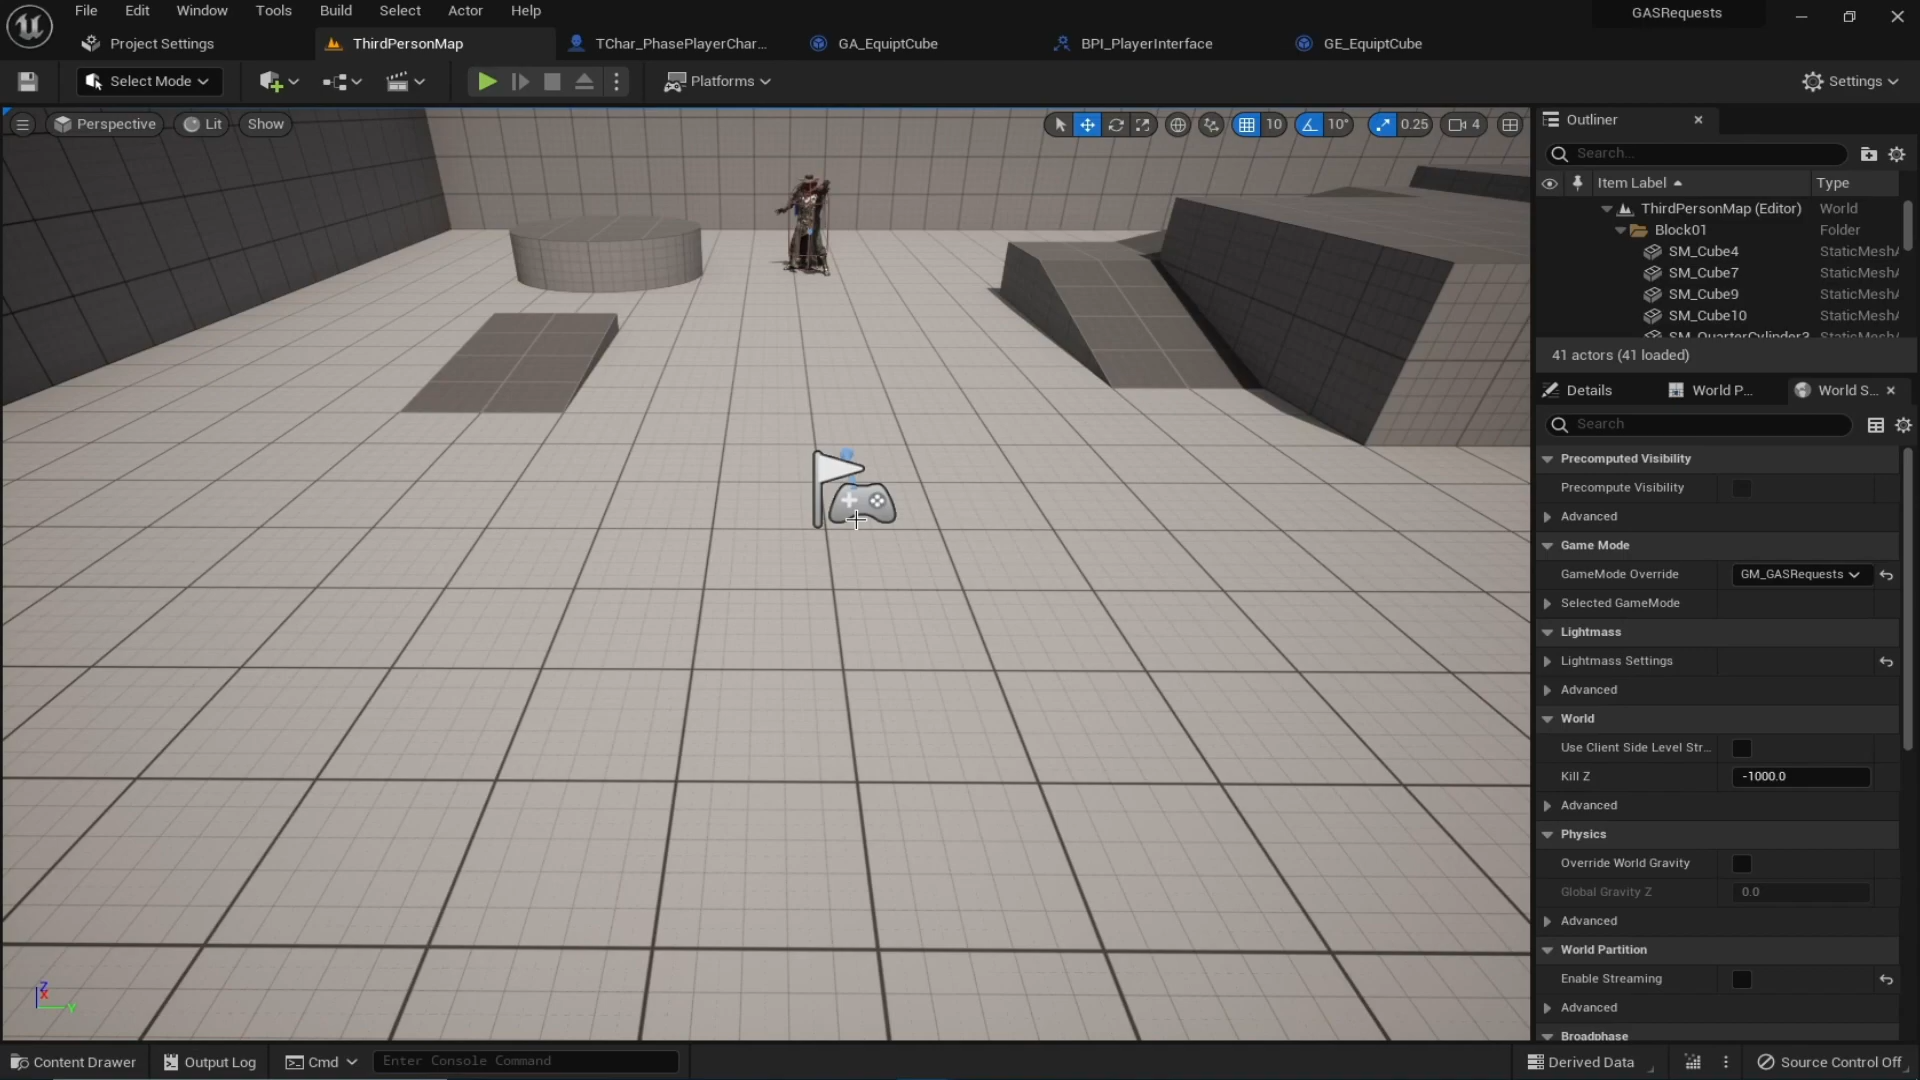 File Edit Window Tools Build Select Actor Help
GASRequests
Project Settings
ThirdPersonMap
TChar_PhasePlayerChar...
GA_EquiptCube
BPI_PlayerInterface
GE_EquiptCube
Select Mode
Platforms
Settings
Perspective
Lit
Show
10
10°
0.25
4
Outliner
Search...
Item Label
Type
ThirdPersonMap (Editor) World
Block01 Folder
SM_Cube4 StaticMesh
SM_Cube7 StaticMesh
SM_Cube9 StaticMesh
SM_Cube10 StaticMesh
SM_QuarterCylinder3 StaticMesh
41 actors (41 loaded)
Details
World P...
World S...
Search
Precomputed Visibility
Precompute Visibility
Advanced
Game Mode
GameMode Override GM_GASRequests
Selected GameMode
Lightmass
Lightmass Settings
Advanced
World
Use Client Side Level Str...
Kill Z -1000.0
Advanced
Physics
Override World Gravity
Global Gravity Z 0.0
Advanced
World Partition
Enable Streaming
Advanced
Broadphase
Z
X
Y
Content Drawer
Output Log
Cmd
Enter Console Command
Derived Data
Source Control Off